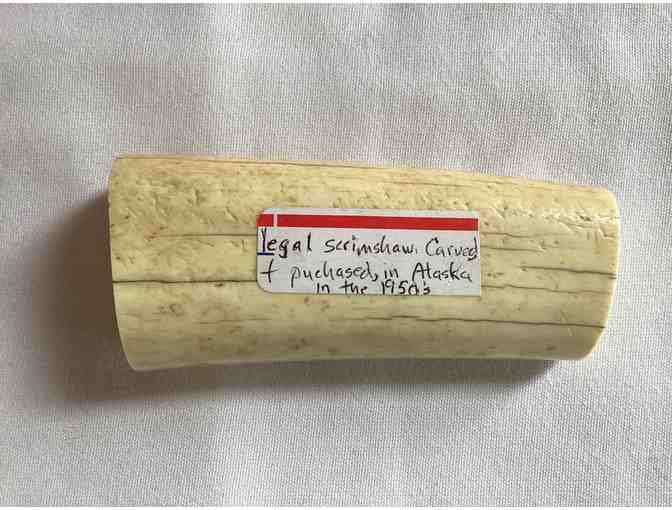 legal scrimshaw. Carved
+ puchased, in Alaska
in the 1950's